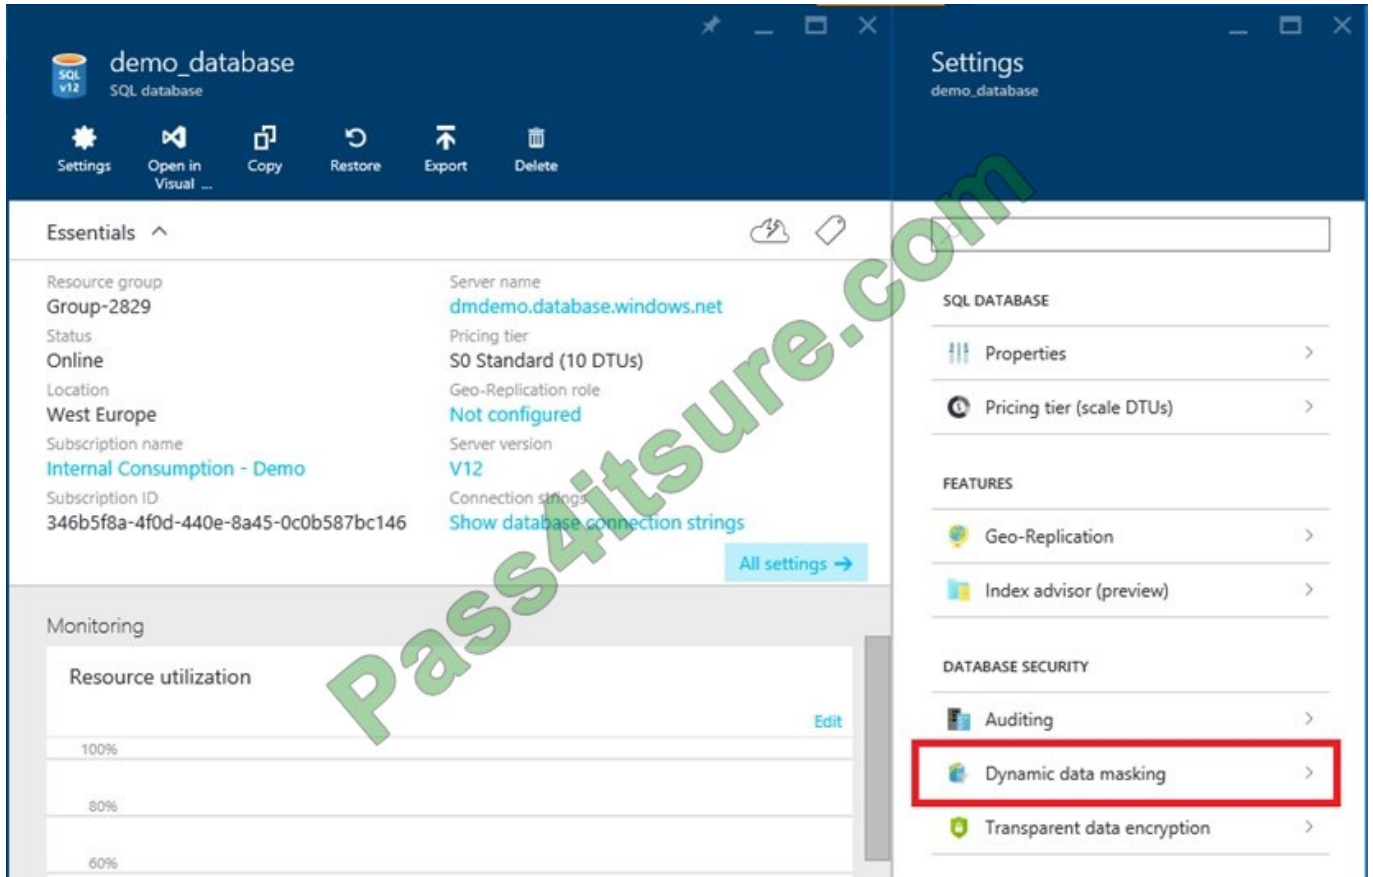 demo_database
SQL database
SQL
v12
Settings
Open in
Visual ...
Copy
Restore
Export
Delete
Essentials
Resource group
Group-2829
Status
Online
Location
West Europe
Subscription name
Internal Consumption - Demo
Subscription ID
346b5f8a-4f0d-440e-8a45-0c0b587bc146
Server name
dmdemo.database.windows.net
Pricing tier
S0 Standard (10 DTUs)
Geo-Replication role
Not configured
Server version
V12
Connection strings
Show database connection strings
All settings →
Monitoring
Resource utilization
Edit
100%
80%
60%
Settings
demo_database
SQL DATABASE
Properties
Pricing tier (scale DTUs)
FEATURES
Geo-Replication
Index advisor (preview)
DATABASE SECURITY
Auditing
Dynamic data masking
Transparent data encryption
Pass4itsure.com